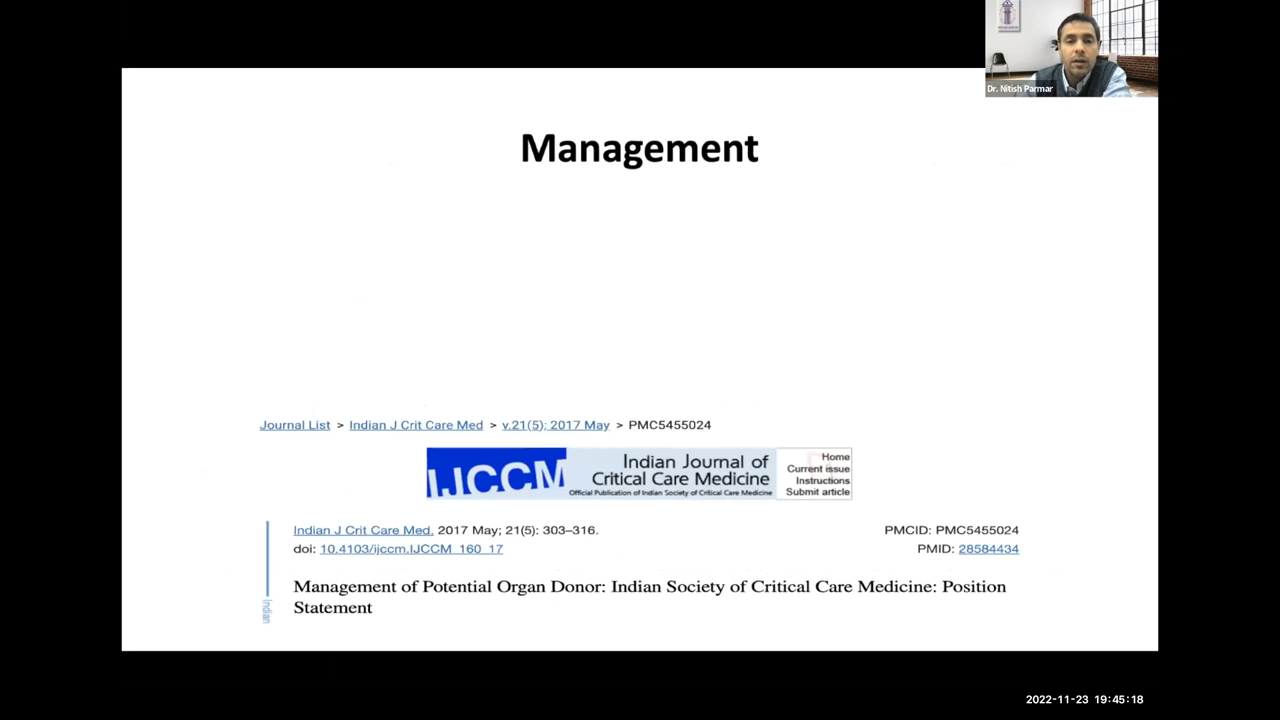 Dr. Nitish Parmar
Management
Journal List > Indian J Crit Care Med > v.21(5); 2017 May > PMC5455024
IJCCM
Indian Journal of
Critical Care Medicine
Official Publication of Indian Society of Critical Care Medicine
Home
Current issue
Instructions
Submit article
Indian J Crit Care Med. 2017 May; 21(5): 303–316.
PMCID: PMC5455024
doi: 10.4103/ijccm.IJCCM_160_17
PMID: 28584434
Management of Potential Organ Donor: Indian Society of Critical Care Medicine: Position
Statement
Indian
2022-11-23 19:45:18